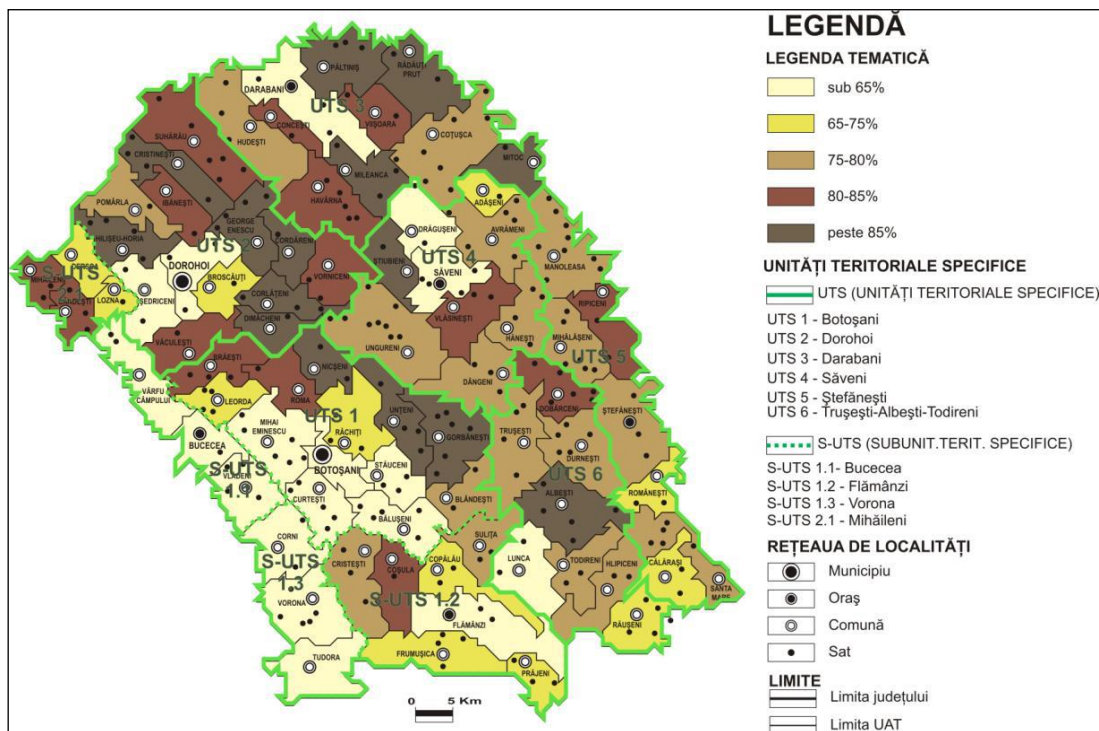 PĂLTINIȘ
RĂDĂUȚI
PRUT
DARABANI
UTS 3
CONCEȘTI
VIIȘOARA
SUHĂRĂU
HUDEȘTI
COȚUȘCA
CRISTINEȘTI
MILEANCA
MITOC
IBĂNEȘTI
HAVÂRNA
ADĂȘENI
POMÂRLA
GEORGE
ENESCU
DRĂGUȘENI
AVRĂMENI
HILIȘEU-HORIA
UTS 2
CORDĂRENI
UTS 4
MANOLEASA
S-UTS
DOROHOI
BROSCĂUȚI
VORNICENI
ȘTIUBIENI
SĂVENI
LOZNA
ȘEDRICENI
CORLĂȚENI
RIPICENI
DIMĂCHENI
VLĂSINEȘTI
HĂNEȘTI
MIHĂLĂȘENI
VĂCULEȘTI
UNGURENI
UTS 5
BRĂEȘTI
NICȘENI
DÂNGENI
VÂRFU
CÂMPULUI
LEORDA
ROMA
DOBÂRCENI
ȘTEFĂNEȘTI
MIHAI
EMINESCU
UTS 1
UNȚENI
TRUȘEȘTI
BUCECEA
RĂCHIȚI
GORBĂNEȘTI
DURNEȘTI
S-UTS
1.1
VLĂDENI
BOTOȘANI
STĂUCENI
UTS 6
CURTEȘTI
BLÂNDEȘTI
ALBEȘTI
ROMÂNEȘTI
BĂLUȘENI
CORNI
SULIȚA
S-UTS
1.3
CRISTEȘTI
COȘULA
COPĂLĂU
LUNCA
TODIRENI
HLIPICENI
CĂLĂRAȘI
SANTA
MARE
VORONA
S-UTS 1.2
FLĂMÂNZI
RĂUȘENI
TUDORA
FRUMUȘICA
PRĂJENI
0 5 Km
LEGENDĂ
LEGENDA TEMATICĂ
sub 65%
65-75%
75-80%
80-85%
peste 85%
UNITĂȚI TERITORIALE SPECIFICE
UTS (UNITĂȚI TERITORIALE SPECIFICE)
UTS 1 - Botoșani
UTS 2 - Dorohoi
UTS 3 - Darabani
UTS 4 - Săveni
UTS 5 - Ștefănești
UTS 6 - Trușești-Albești-Todireni
S-UTS (SUBUNIT.TERIT. SPECIFICE)
S-UTS 1.1- Bucecea
S-UTS 1.2 - Flămânzi
S-UTS 1.3 - Vorona
S-UTS 2.1 - Mihăileni
REȚEAUA DE LOCALITĂȚI
Municipiu
Oraș
Comună
Sat
LIMITE
Limita județului
Limita UAT